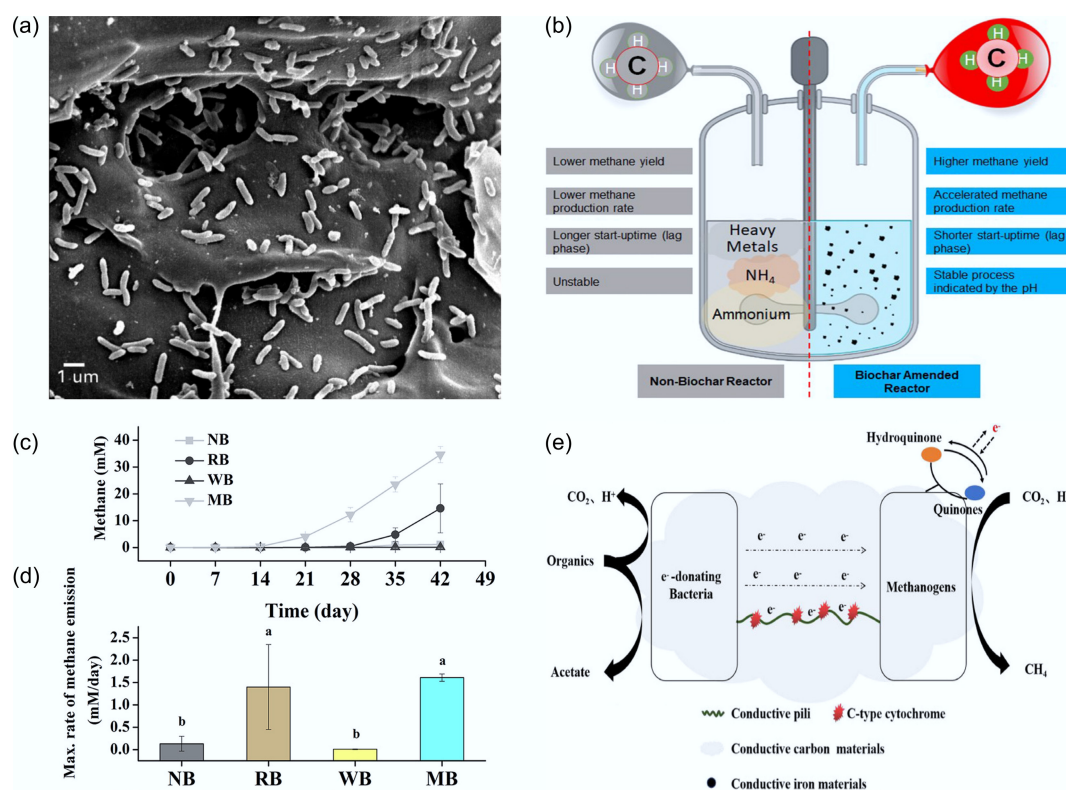 (a)
1 um
(b)
H
H
C
H
H
H
H
C
H
H
Lower methane yield
Lower methane
production rate
Longer start-uptime (lag
phase)
Unstable
Heavy
Metals
NH4
Ammonium
Higher methane yield
Accelerated methane
production rate
Shorter start-uptime (lag
phase)
Stable process
indicated by the pH
Non-Biochar Reactor
Biochar Amended
Reactor
(c)
NB
RB
WB
MB
Methane (mM)
40
30
20
10
0
0 7 14 21 28 35 42 49
Time (day)
(d)
Max. rate of methane emission
(mM/day)
2.5
2.0
1.5
1.0
0.5
0.0
b
a
b
a
NB RB WB MB
(e)
Hydroquinone
e-
Quinones
CO2、H+
CO2、H
Organics
e- -donating
Bacteria
e- e- e-
e- e- e-
e- e- e-
Methanogens
Acetate
CH4
Conductive pili
C-type cytochrome
Conductive carbon materials
Conductive iron materials